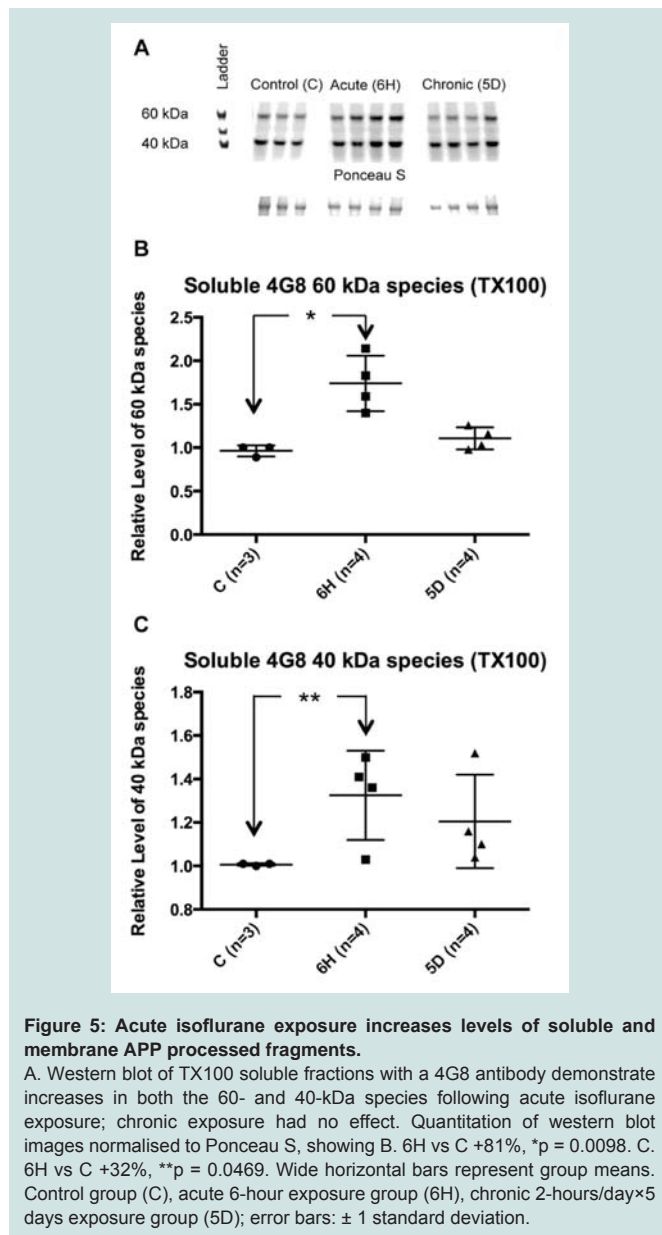 A
Ladder
Control (C) Acute (6H) Chronic (5D)
60 kDa
40 kDa
Ponceau S
B
Soluble 4G8 60 kDa species (TX100)
Relative Level of 60 kDa species
2.5
2.0
1.5
1.0
0.5
0.0
*
C (n=3)
6H (n=4)
5D (n=4)
C
Soluble 4G8 40 kDa species (TX100)
Relative Level of 40 kDa species
1.8
1.6
1.4
1.2
1.0
0.8
**
C (n=3)
6H (n=4)
5D (n=4)
Figure 5: Acute isoflurane exposure increases levels of soluble and
membrane APP processed fragments.
A. Western blot of TX100 soluble fractions with a 4G8 antibody demonstrate
increases in both the 60- and 40-kDa species following acute isoflurane
exposure; chronic exposure had no effect. Quantitation of western blot
images normalised to Ponceau S, showing B. 6H vs C +81%, *p = 0.0098. C.
6H vs C +32%, **p = 0.0469. Wide horizontal bars represent group means.
Control group (C), acute 6-hour exposure group (6H), chronic 2-hours/day×5
days exposure group (5D); error bars: ± 1 standard deviation.